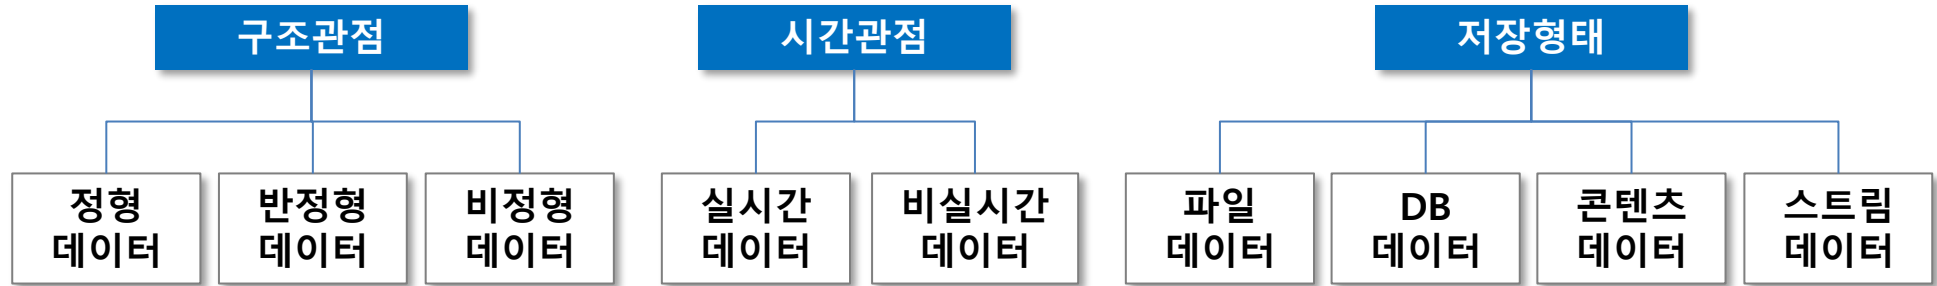 구조관점
정형
데이터
반정형
데이터
비정형
데이터
시간관점
실시간
데이터
비실시간
데이터
저장형태
파일
데이터
DB
데이터
콘텐츠
데이터
스트림
데이터